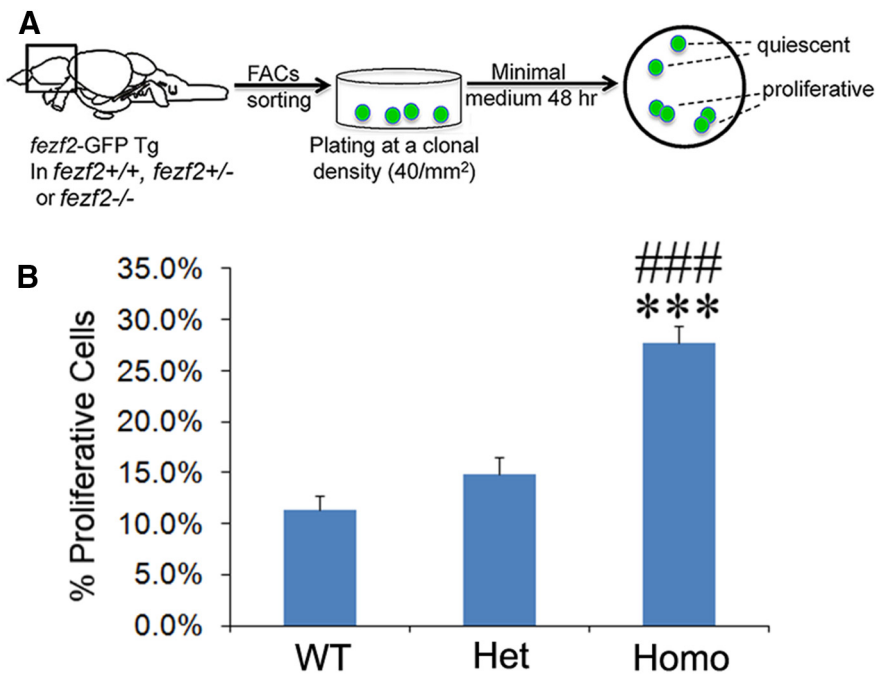 A
FACs
sorting
Minimal
medium 48 hr
quiescent
proliferative
fezf2-GFP Tg
In fezf2+/+, fezf2+/-
or fezf2-/-
Plating at a clonal
density (40/mm²)
B
% Proliferative Cells
35.0%
30.0%
25.0%
20.0%
15.0%
10.0%
5.0%
0.0%
###
***
WT Het Homo